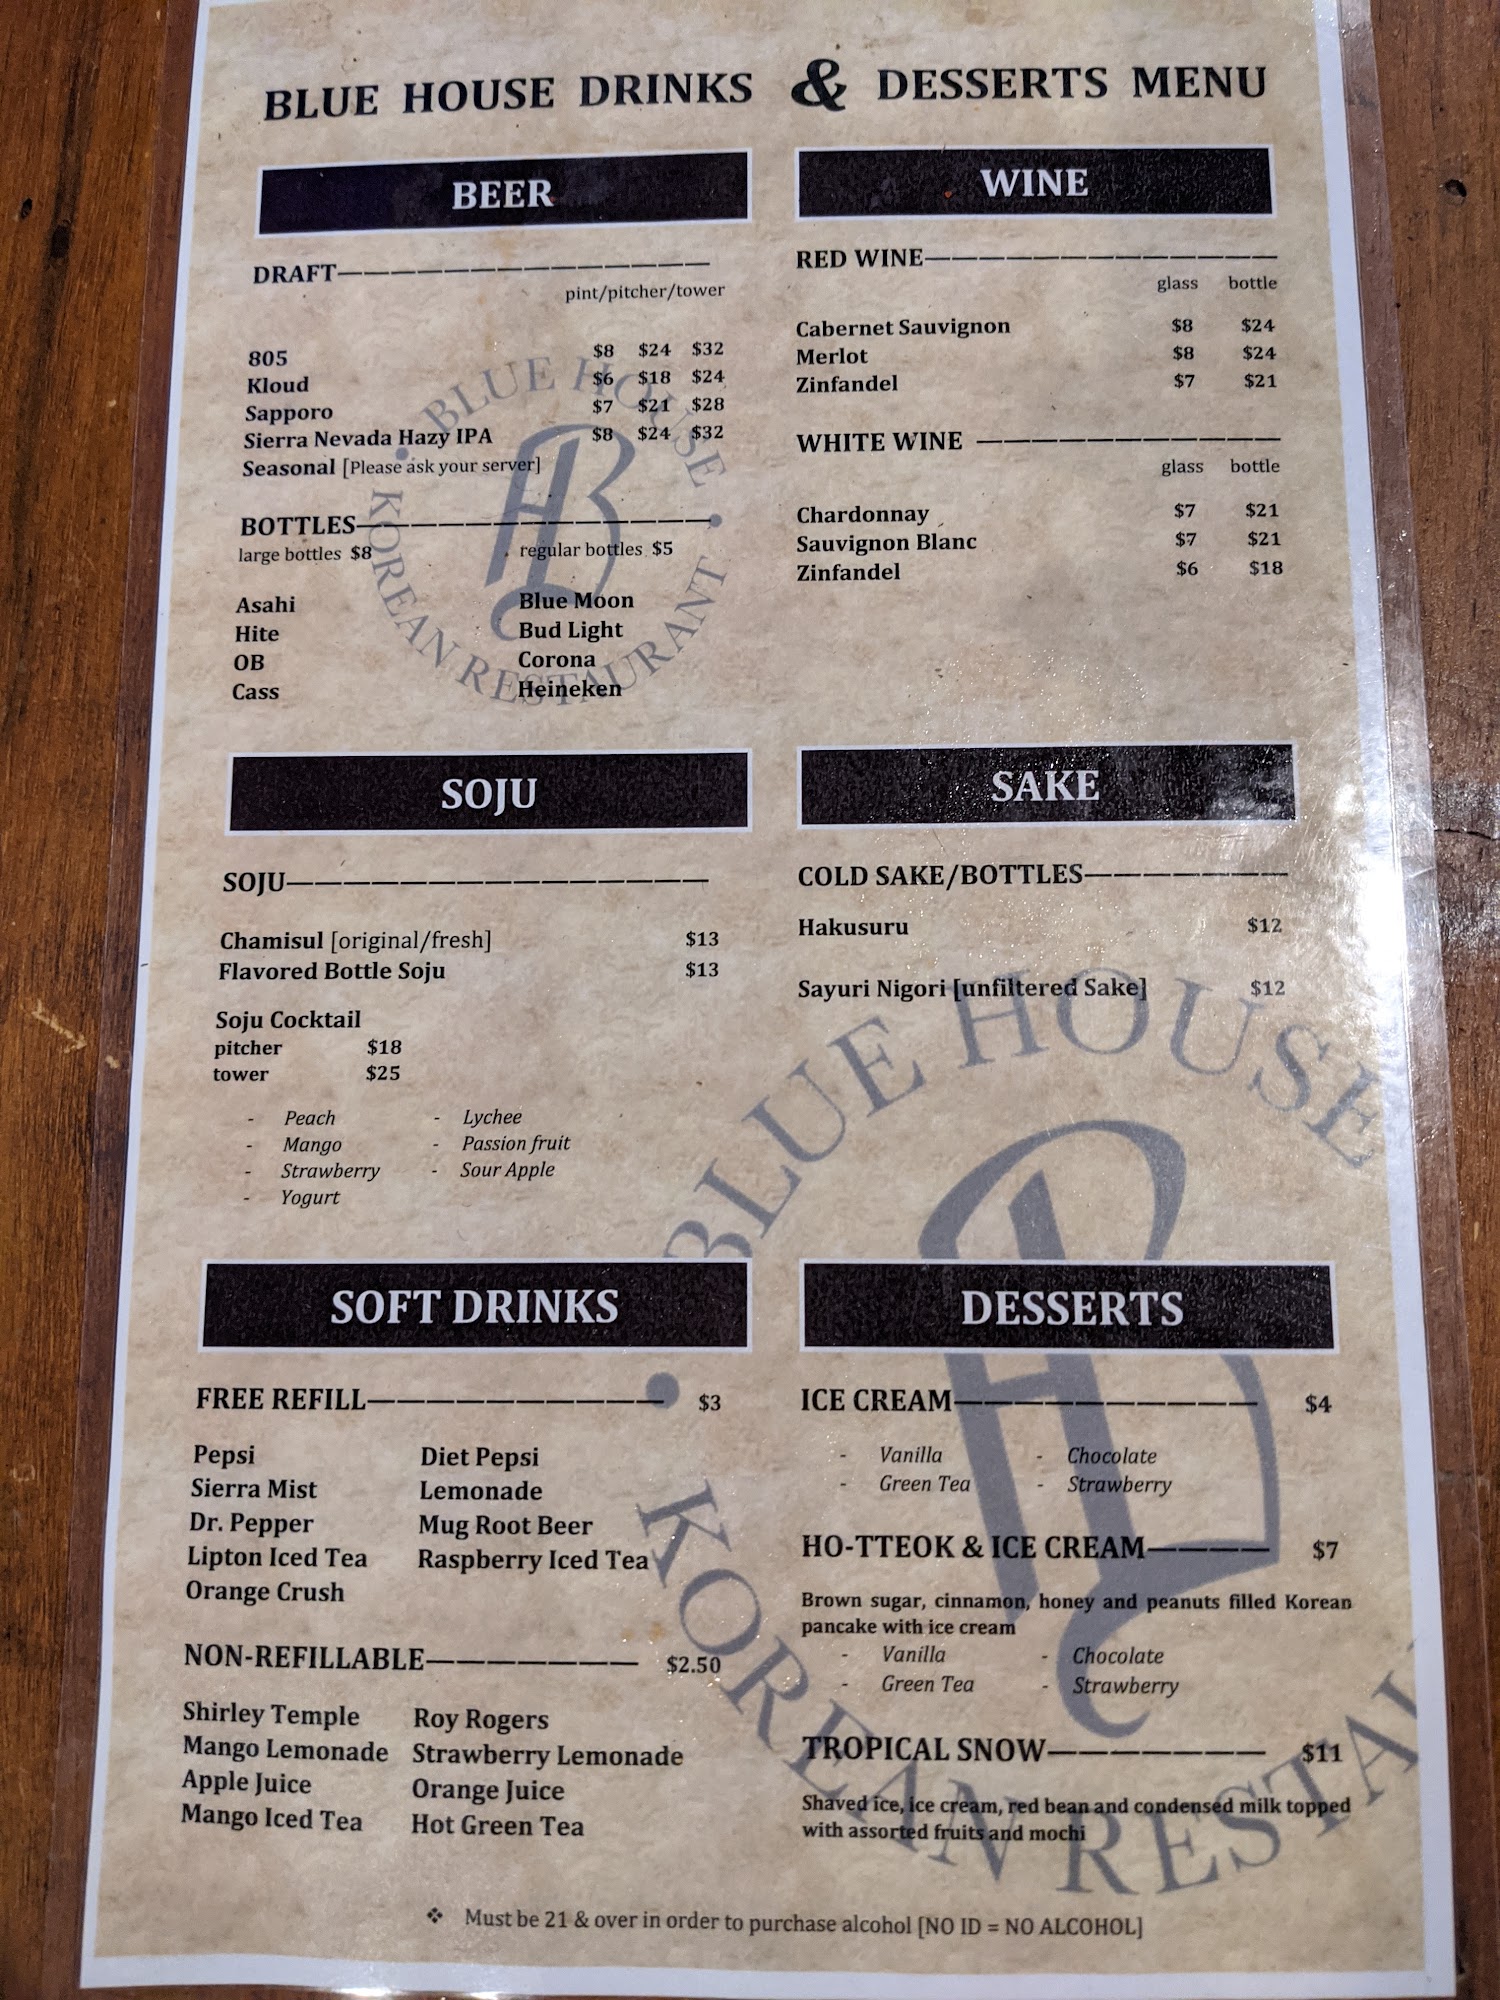 BLUE HOUSE DRINKS & DESSERTS MENU
BEER
DRAFT
pint/pitcher/tower
805 $8 $24 $32
Kloud $6 $18 $24
Sapporo $7 $21 $28
Sierra Nevada Hazy IPA $8 $24 $32
Seasonal [Please ask your server]
BOTTLES
large bottles $8 regular bottles $5
Asahi Blue Moon
Hite Bud Light
OB Corona
Cass Heineken
BLUE HOUSE
KOREAN RESTAURANT
WINE
RED WINE
glass bottle
Cabernet Sauvignon $8 $24
Merlot $8 $24
Zinfandel $7 $21
WHITE WINE
glass bottle
Chardonnay $7 $21
Sauvignon Blanc $7 $21
Zinfandel $6 $18
SOJU
SOJU
Chamisul [original/fresh] $13
Flavored Bottle Soju $13
Soju Cocktail
pitcher $18
tower $25
- Peach - Lychee
- Mango - Passion fruit
- Strawberry - Sour Apple
- Yogurt
SAKE
COLD SAKE/BOTTLES
Hakusuru $12
Sayuri Nigori [unfiltered Sake] $12
SOFT DRINKS
FREE REFILL $3
Pepsi Diet Pepsi
Sierra Mist Lemonade
Dr. Pepper Mug Root Beer
Lipton Iced Tea Raspberry Iced Tea
Orange Crush
NON-REFILLABLE $2.50
Shirley Temple Roy Rogers
Mango Lemonade Strawberry Lemonade
Apple Juice Orange Juice
Mango Iced Tea Hot Green Tea
DESSERTS
ICE CREAM $4
- Vanilla - Chocolate
- Green Tea - Strawberry
HO-TTEOK & ICE CREAM $7
Brown sugar, cinnamon, honey and peanuts filled Korean
pancake with ice cream
- Vanilla - Chocolate
- Green Tea - Strawberry
TROPICAL SNOW $11
Shaved ice, ice cream, red bean and condensed milk topped
with assorted fruits and mochi
BLUE HOUSE
KOREAN RESTAU
❖ Must be 21 & over in order to purchase alcohol [NO ID = NO ALCOHOL]